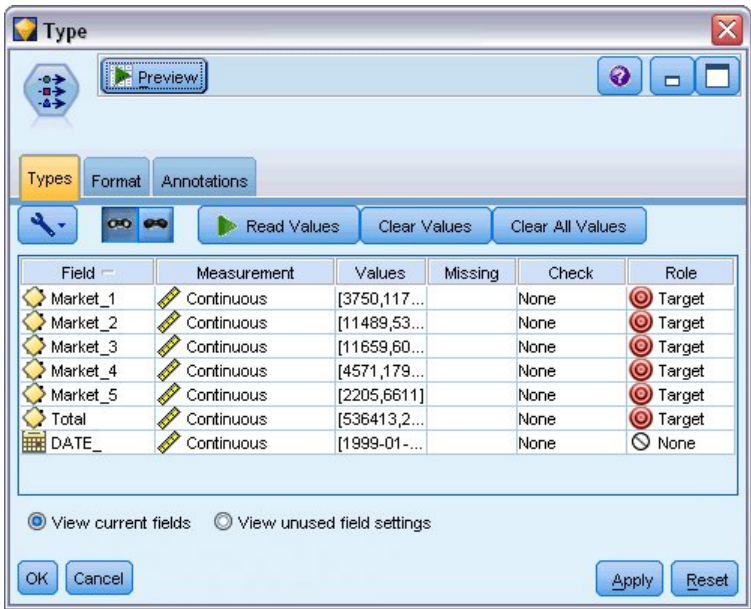 Type
Preview
Types Format Annotations
Read Values Clear Values Clear All Values
Field Measurement Values Missing Check Role
Market_1 Continuous [3750,117... None Target
Market_2 Continuous [11489,53... None Target
Market_3 Continuous [11659,60... None Target
Market_4 Continuous [4571,179... None Target
Market_5 Continuous [2205,6611] None Target
Total Continuous [536413,2... None Target
DATE_ Continuous [1999-01-... None None
View current fields View unused field settings
OK Cancel Apply Reset